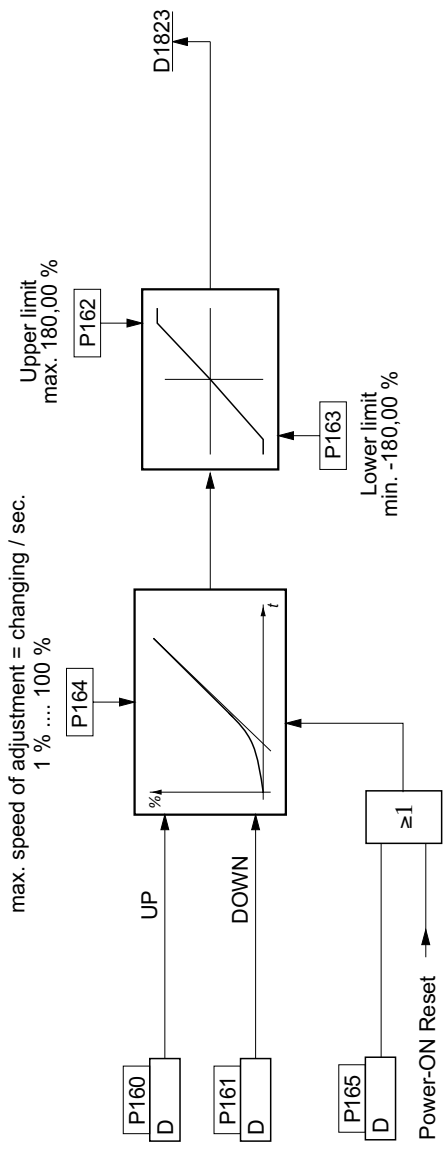 max. speed of adjustment = changing / sec.
1 % .... 100 %
P164
Upper limit
max. 180,00 %
P162
D1823
P160
D
UP
%
t
P161
D
DOWN
P163
Lower limit
min. -180,00 %
P165
D
≥1
Power-ON Reset